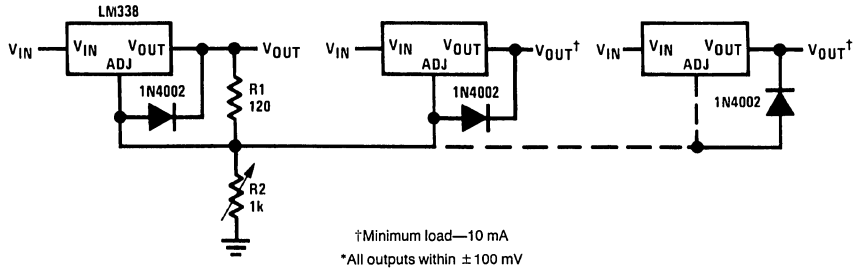 LM338
VIN VIN VOUT VOUT
ADJ
1N4002
R1
120
R2
1k
VIN VIN VOUT VOUT†
ADJ
1N4002
VIN VIN VOUT VOUT†
ADJ
1N4002
†Minimum load—10 mA
*All outputs within ±100 mV